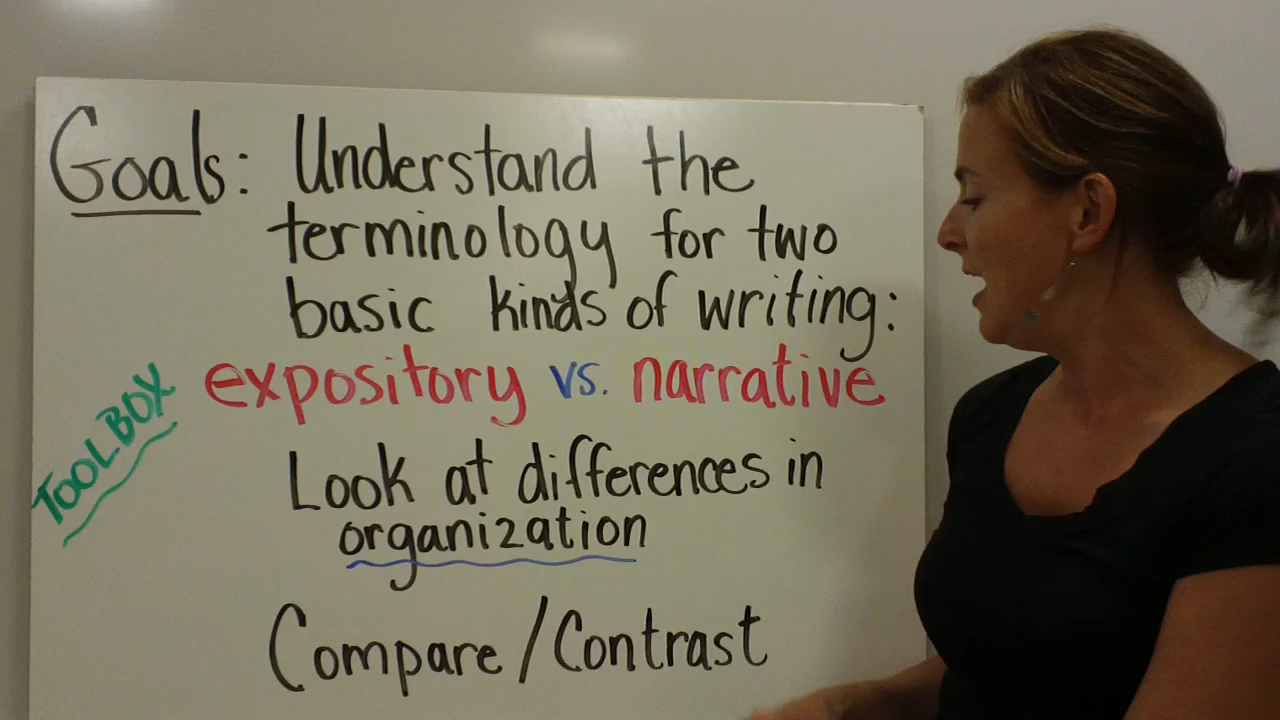 Goals: Understand the
terminology for two
basic kinds of writing:
expository vs. narrative
TOOLBOX
Look at differences in
organization
Compare/Contrast